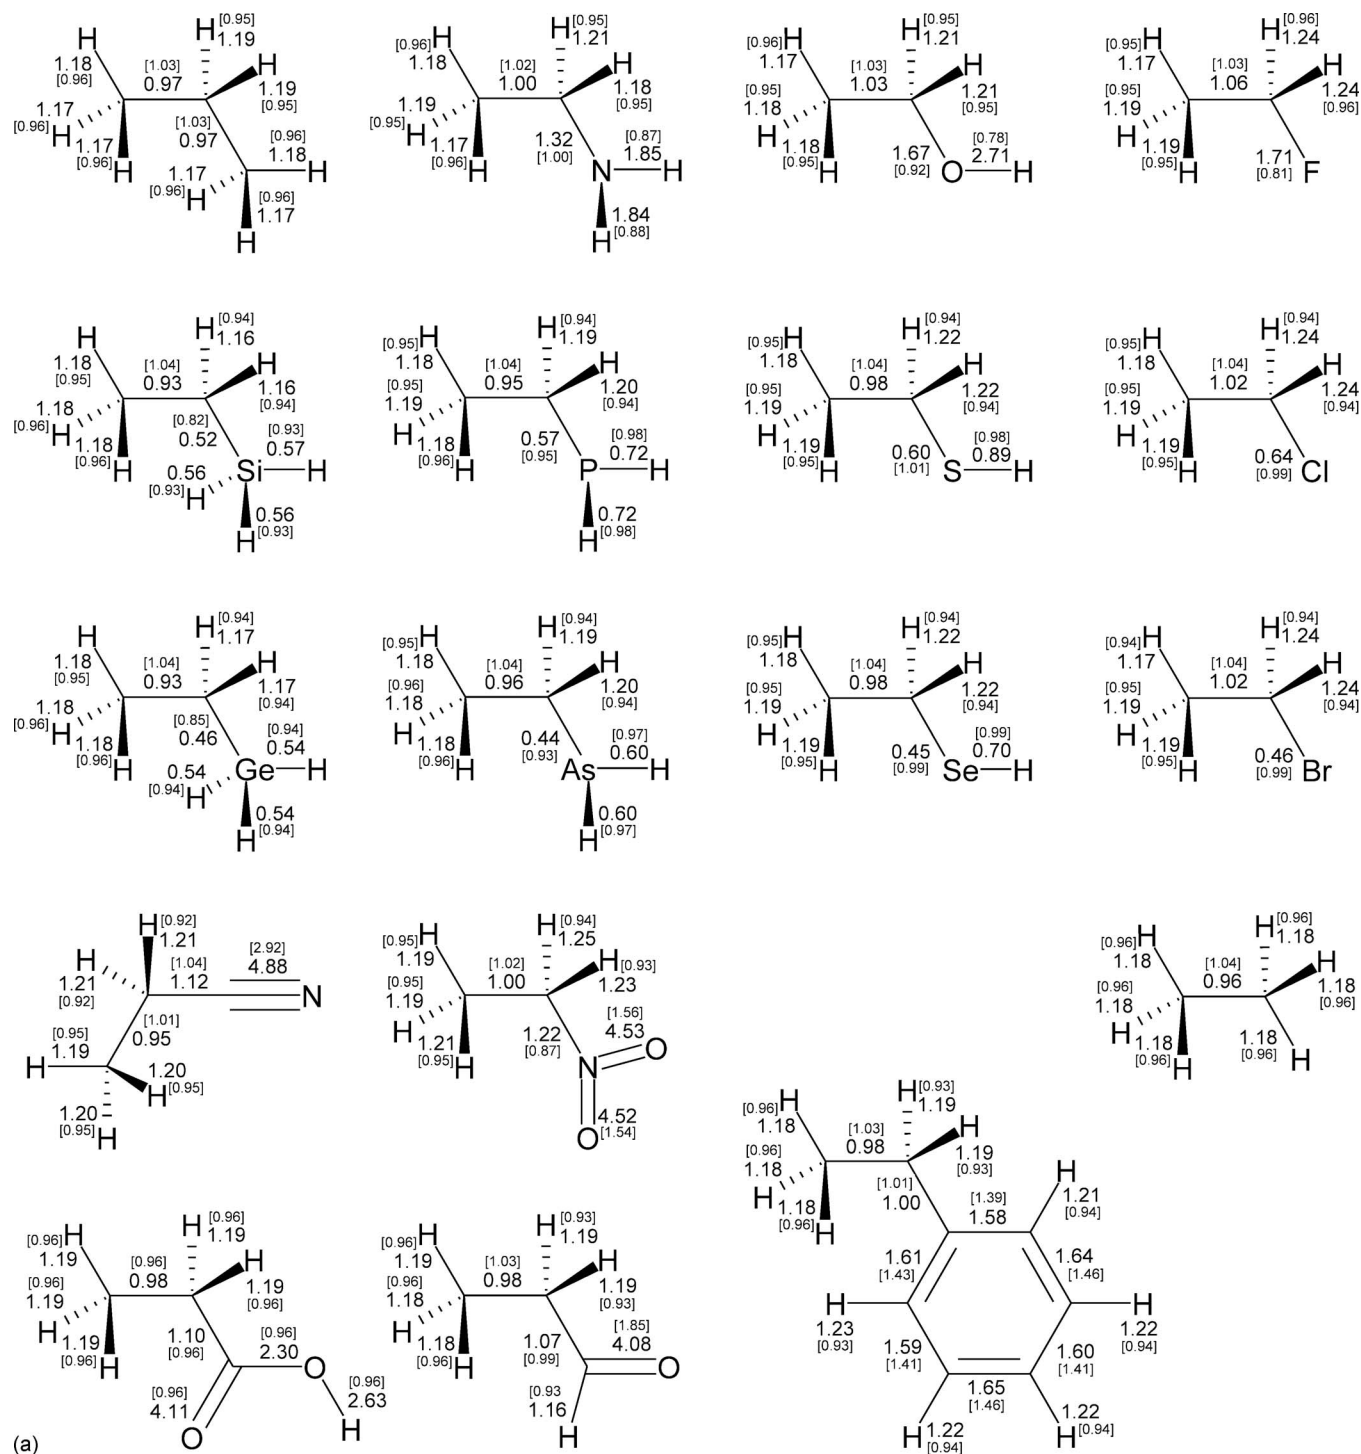 [0.95]
H H [0.96] H H [0.95] [0.96] H H [0.95] [0.95] H H [0.96]
1.18 [0.96] [1.03] 0.97 1.19 H 1.18 [1.02] 1.00 1.21 H 1.17 [1.03] 1.03 1.21 H 1.17 [1.03] 1.06 1.24 H
1.17 [0.96] H 1.19 [0.95] 1.19 [0.95] H 1.18 [0.95] [0.95] 1.18 H 1.21 [0.95] [0.95] 1.19 H 1.24 [0.96]
1.17 [0.96] H [1.03] 0.97 [0.96] 1.18 H 1.17 [0.96] H 1.32 [1.00] N [0.87] 1.85 H 1.18 [0.95] H 1.67 [0.92] O [0.78] 2.71 H 1.19 [0.95] H 1.71 [0.81] F
1.17 [0.96] H [0.96] 1.17 H 1.84 [0.88] H
H H [0.94] [0.95] H H [0.94] [0.95] H H [0.94] [0.95] H H [0.94]
1.18 [0.95] [1.04] 0.93 1.16 H 1.18 [1.04] 0.95 1.19 H 1.18 [1.04] 0.98 1.22 H 1.18 [1.04] 1.02 1.24 H
1.18 [0.96] H 1.16 [0.94] [0.95] 1.19 H 1.20 [0.94] [0.95] 1.19 H 1.22 [0.94] [0.95] 1.19 H 1.24 [0.94]
1.18 [0.96] H [0.82] 0.52 Si [0.93] 0.57 H 1.18 [0.96] H 0.57 [0.95] P [0.98] 0.72 H 1.19 [0.95] H 0.60 [1.01] S [0.98] 0.89 H 1.19 [0.95] H 0.64 [0.99] Cl
0.56 [0.93] H 0.56 [0.93] H 0.72 [0.98] H
H H [0.94] [0.95] H H [0.94] [0.95] H H [0.94] [0.94] H H [0.94]
1.18 [0.95] [1.04] 0.93 1.17 H 1.18 [1.04] 0.96 1.19 H 1.18 [1.04] 0.98 1.22 H 1.17 [1.04] 1.02 1.24 H
1.18 [0.96] H 1.17 [0.94] [0.96] 1.18 H 1.20 [0.94] [0.95] 1.19 H 1.22 [0.94] [0.95] 1.19 H 1.24 [0.94]
1.18 [0.96] H [0.85] 0.46 Ge [0.94] 0.54 H 1.18 [0.96] H 0.44 [0.93] As [0.97] 0.60 H 1.19 [0.95] H 0.45 [0.99] Se [0.99] 0.70 H 1.19 [0.95] H 0.46 [0.99] Br
0.54 [0.94] H 0.54 [0.94] H 0.60 [0.97] H
H [0.92] 1.21 [2.92] 4.88 [0.95] H 1.19 H [0.94] 1.25 [0.96] H 1.18 H [0.96] 1.18
H 1.21 [0.92] [1.04] 1.12 N [0.95] 1.19 H [1.02] 1.00 H [0.93] 1.23 [0.96] 1.18 H [1.04] 0.96 H 1.18 [0.96]
[0.95] 1.19 H [1.01] 0.95 1.21 [0.95] H 1.22 [0.87] N [1.56] 4.53 O 1.18 [0.96] H 1.18 [0.96] H
1.20 H [0.95] 4.52 [1.54] O
1.20 [0.95] H
[0.96] H 1.18 [1.03] 0.98 H [0.93] 1.19 H
[0.96] 1.18 H 1.19 [0.93]
1.18 [0.96] H [1.01] 1.00 [1.39] 1.58 H 1.21 [0.94]
1.61 [1.43] 1.64 [1.46]
H 1.23 [0.93] 1.59 [1.41] 1.60 [1.41] H 1.22 [0.94]
1.65 [1.46]
H 1.22 [0.94] 1.22 [0.94] H
[0.96] H 1.19 [0.96] 0.98 H [0.96] 1.19 H [0.96] H 1.19 [1.03] 0.98 H [0.93] 1.19 H
[0.96] 1.19 H 1.19 [0.96] [0.96] 1.18 H 1.19 [0.93]
1.19 [0.96] H 1.10 [0.96] [0.96] 2.30 O 1.18 [0.96] H 1.07 [0.99] [1.85] 4.08 O
[0.96] 4.11 O [0.96] 2.63 H [0.93 1.16 H
(a)